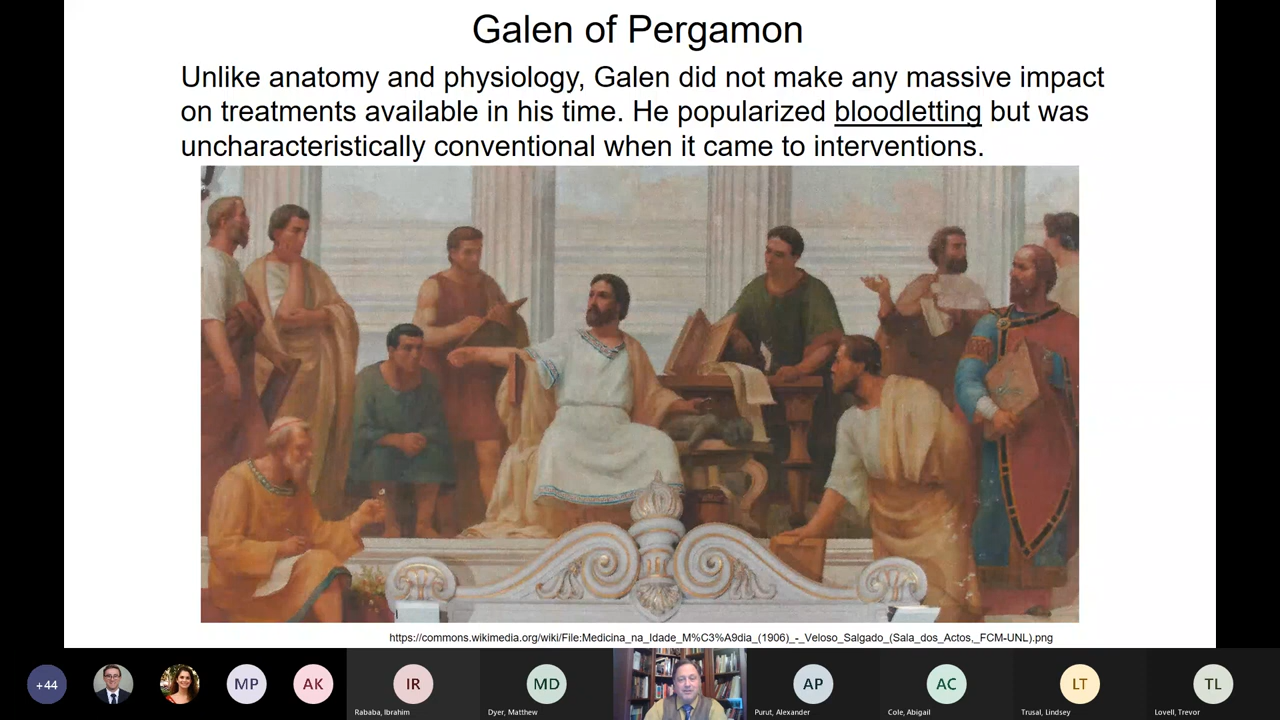 Galen of Pergamon
Unlike anatomy and physiology, Galen did not make any massive impact
on treatments available in his time. He popularized bloodletting but was
uncharacteristically conventional when it came to interventions.
https://commons.wikimedia.org/wiki/File:Medicina_na_Idade_M%C3%A9dia_(1906)_-_Veloso_Salgado_(Sala_dos_Actos,_FCM-UNL).png
+44
MP
AK
IR
MD
AP
AC
LT
TL
Rababa, Ibrahim
Dyer, Matthew
Purut, Alexander
Cole, Abigail
Trusal, Lindsey
Lovell, Trevor